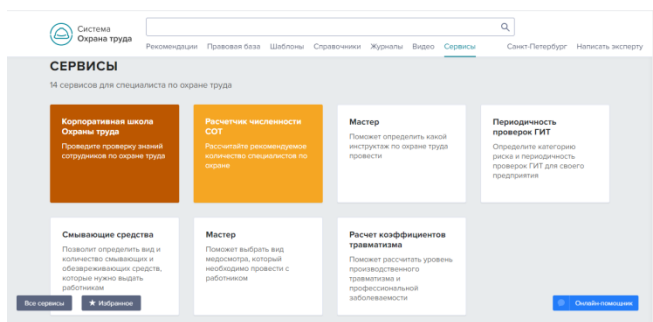 Система
Охрана труда
Рекомендации Правовая база Шаблоны Справочники Журналы Видео Сервисы Санкт-Петербург Написать эксперту
СЕРВИСЫ
14 сервисов для специалиста по охране труда
Корпоративная школа
Охраны труда
Проведите проверку знаний
сотрудников по охране труда
Расчетчик численности
СОТ
Рассчитайте рекомендуемое
количество специалистов по
охране
Мастер
Поможет определить какой
инструктаж по охране труда
провести
Периодичность
проверок ГИТ
Определите категорию
риска и периодичность
проверок ГИТ для своего
предприятия
Смывающие средства
Позволит определить вид и
количество смывающих и
обезвреживающих средств,
которые нужно выдать
работникам
Мастер
Поможет выбрать вид
медосмотра, который
необходимо провести с
работником
Расчет коэффициентов
травматизма
Поможет рассчитать уровень
производственного
травматизма и
профессиональной
заболеваемости
Все сервисы ★ Избранное Онлайн-помощник